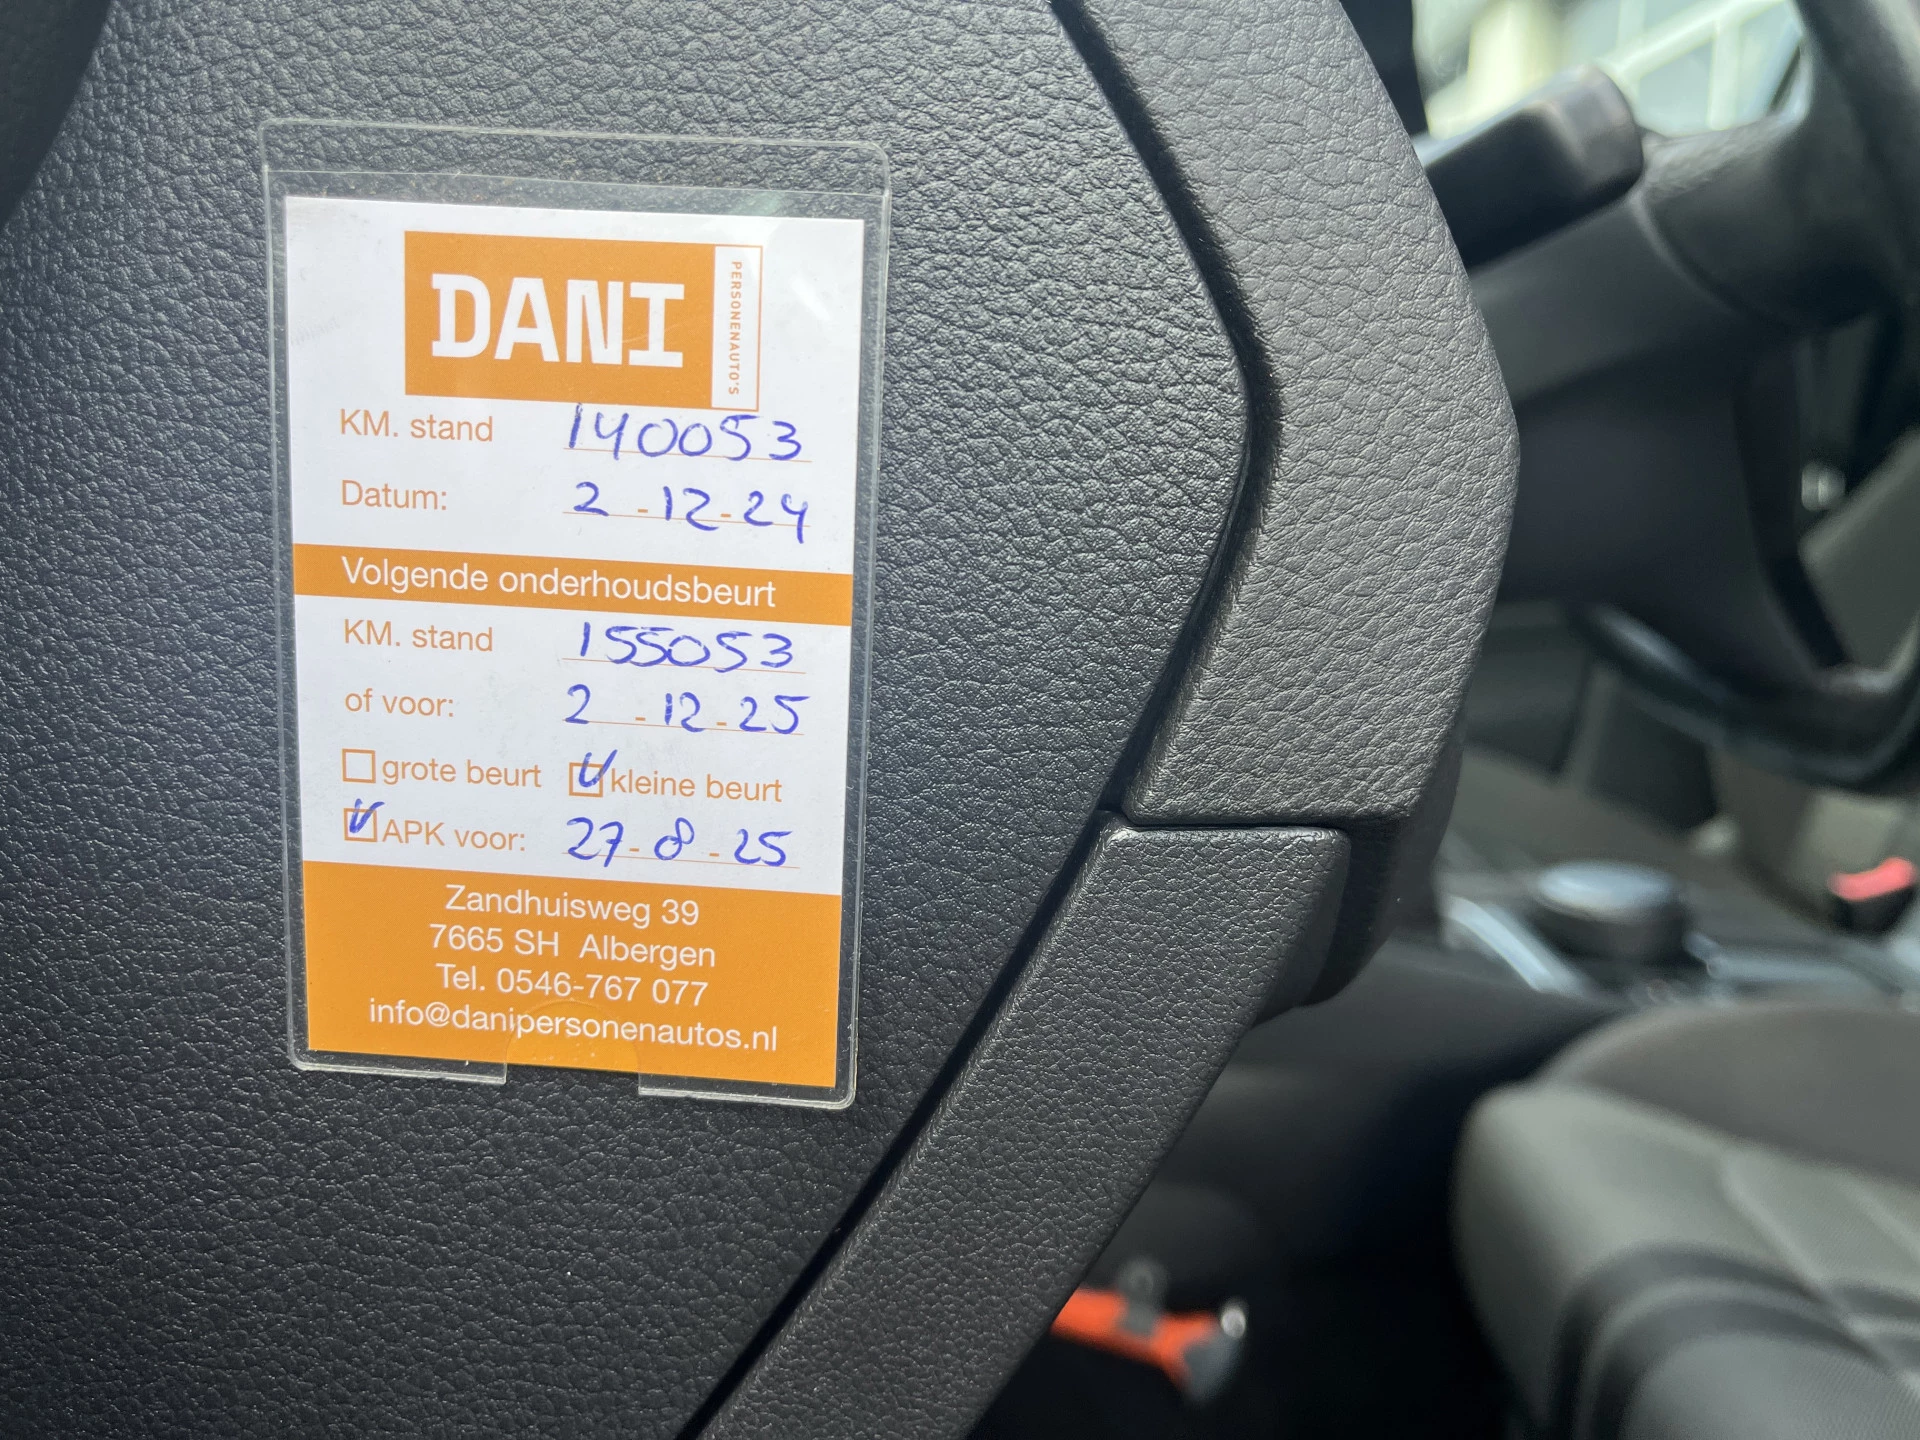 DANI
PERSONENAUTO'S
KM. stand 140053
Datum: 2 - 12 - 24
Volgende onderhoudsbeurt
KM. stand 155053
of voor: 2 - 12 - 25
grote beurt kleine beurt
APK voor: 27 - 8 - 25
Zandhuisweg 39
7665 SH Albergen
Tel. 0546-767 077
info@danipersonenautos.nl